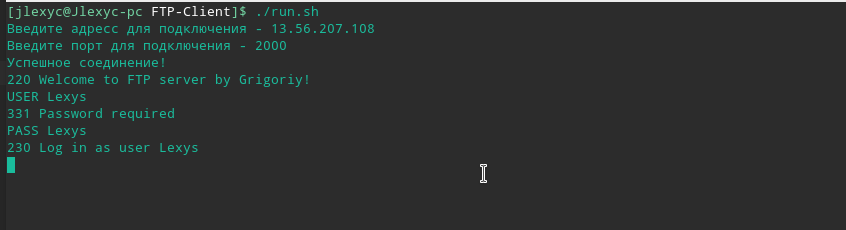 [jlexyc@Jlexyc-pc FTP-Client]$ ./run.sh
Введите адресс для подключения - 13.56.207.108
Введите порт для подключения - 2000
Успешное соединение!
220 Welcome to FTP server by Grigoriy!
USER Lexys
331 Password required
PASS Lexys
230 Log in as user Lexys